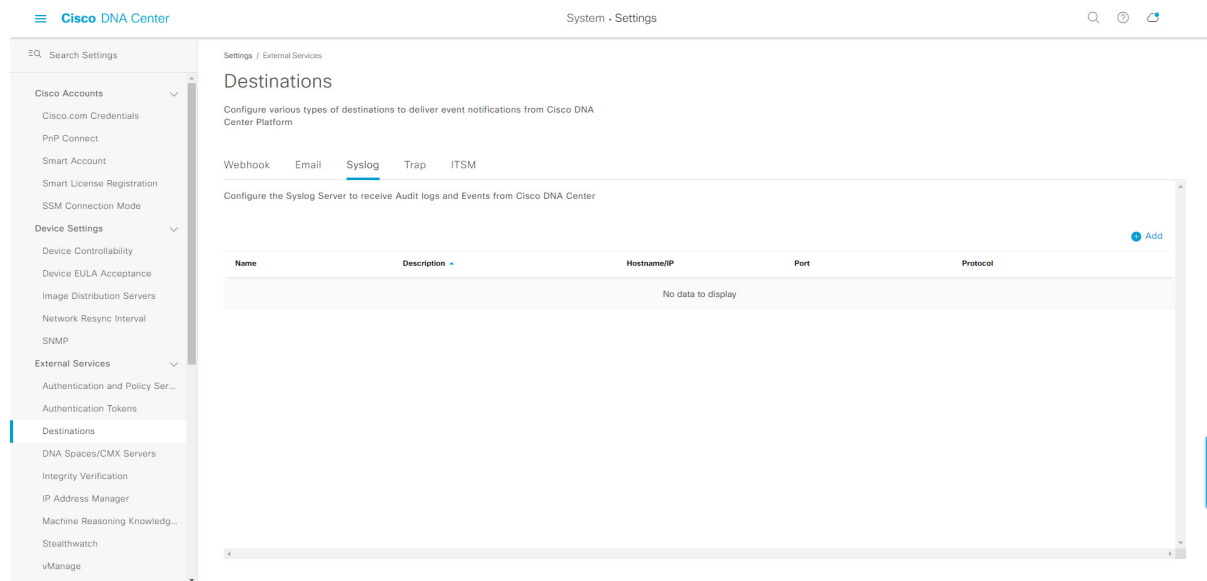 Cisco DNA Center
System · Settings
Search Settings
Cisco Accounts
Cisco.com Credentials
PnP Connect
Smart Account
Smart License Registration
SSM Connection Mode
Device Settings
Device Controllability
Device EULA Acceptance
Image Distribution Servers
Network Resync Interval
SNMP
External Services
Authentication and Policy Ser...
Authentication Tokens
Destinations
DNA Spaces/CMX Servers
Integrity Verification
IP Address Manager
Machine Reasoning Knowledg...
Stealthwatch
vManage
Settings / External Services
Destinations
Configure various types of destinations to deliver event notifications from Cisco DNA
Center Platform
Webhook Email Syslog Trap ITSM
Configure the Syslog Server to receive Audit logs and Events from Cisco DNA Center
Add
Name Description Hostname/IP Port Protocol
No data to display